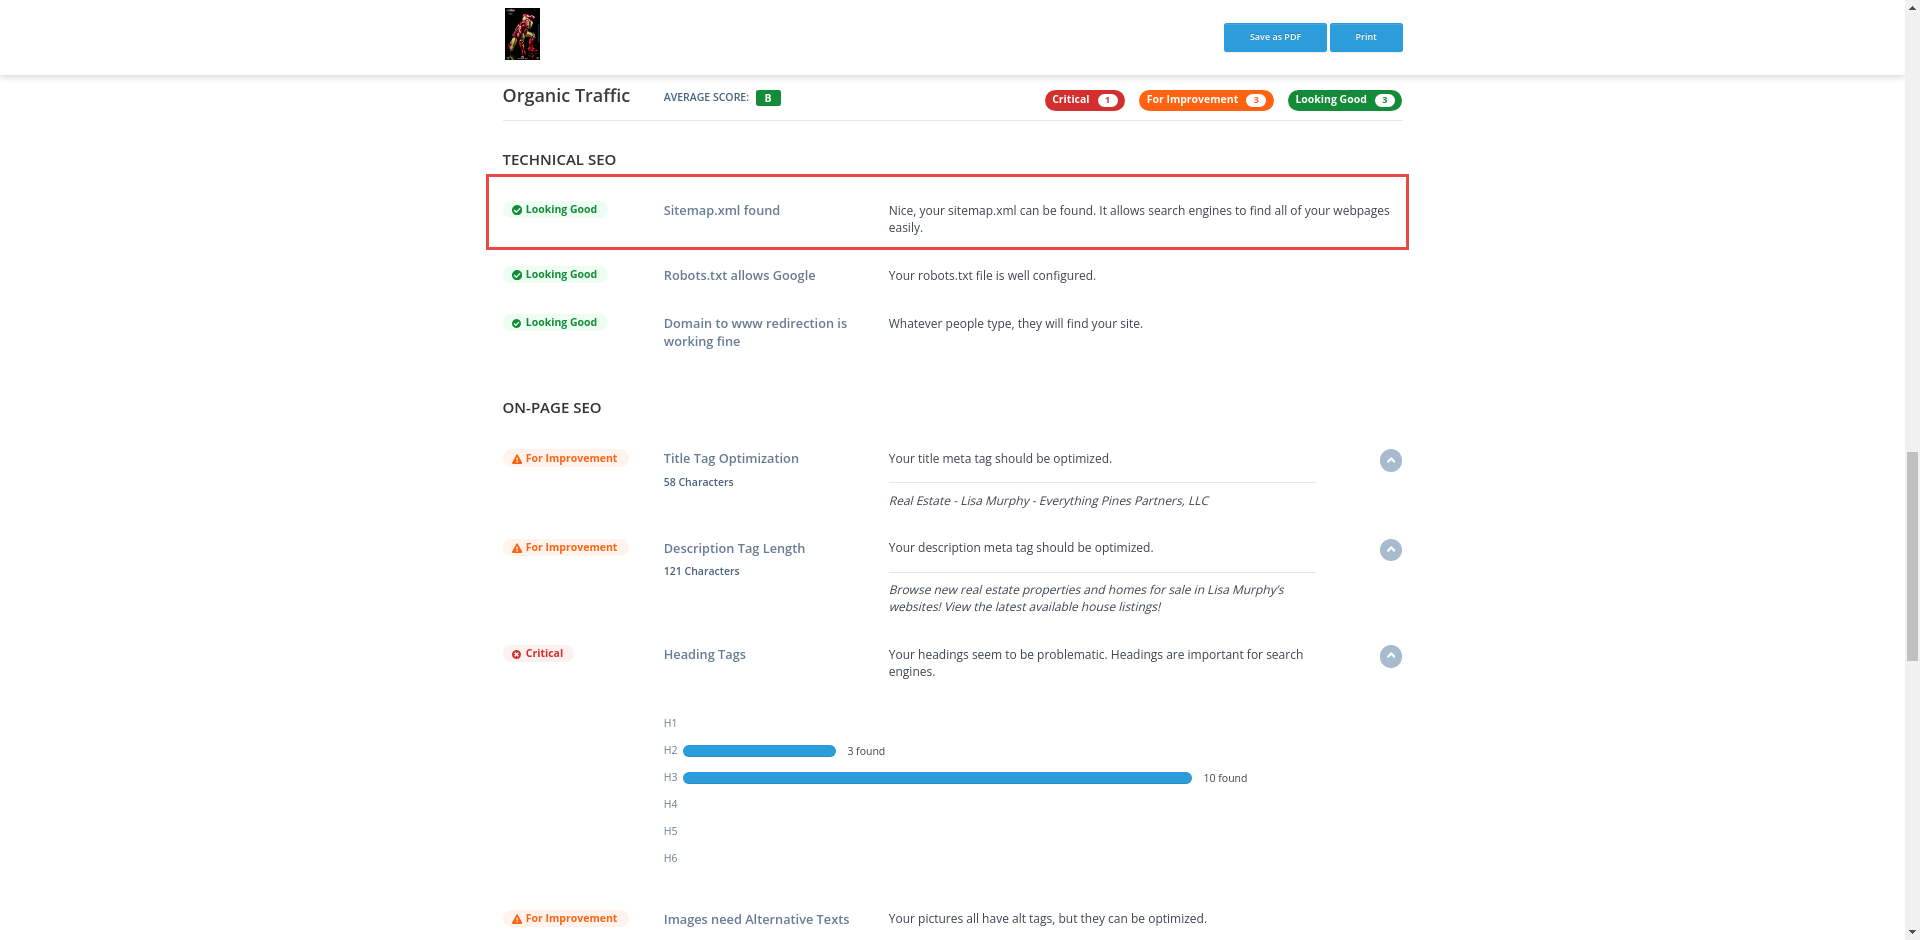 Save as PDF
Print
Organic Traffic
AVERAGE SCORE: B
Critical 1
For Improvement 3
Looking Good 3
TECHNICAL SEO
Looking Good
Sitemap.xml found
Nice, your sitemap.xml can be found. It allows search engines to find all of your webpages
easily.
Looking Good
Robots.txt allows Google
Your robots.txt file is well configured.
Looking Good
Domain to www redirection is
working fine
Whatever people type, they will find your site.
ON-PAGE SEO
For Improvement
Title Tag Optimization
58 Characters
Your title meta tag should be optimized.
Real Estate - Lisa Murphy - Everything Pines Partners, LLC
For Improvement
Description Tag Length
121 Characters
Your description meta tag should be optimized.
Browse new real estate properties and homes for sale in Lisa Murphy's
websites! View the latest available house listings!
Critical
Heading Tags
Your headings seem to be problematic. Headings are important for search
engines.
H1
H2 3 found
H3 10 found
H4
H5
H6
For Improvement
Images need Alternative Texts
Your pictures all have alt tags, but they can be optimized.